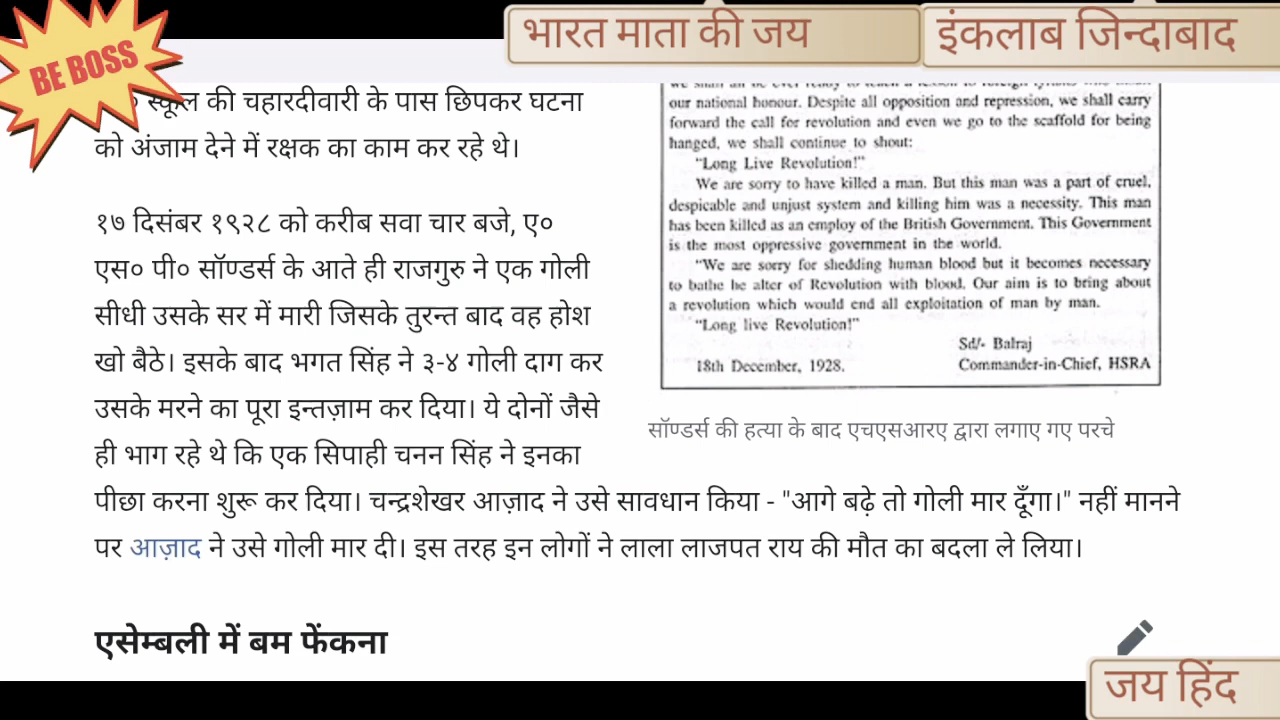 BE BOSS
भारत माता की जय
इंकलाब जिन्दाबाद
स्कूल की चहारदीवारी के पास छिपकर घटना
को अंजाम देने में रक्षक का काम कर रहे थे।
१७ दिसंबर १९२८ को करीब सवा चार बजे, ए०
एस० पी० सॉण्डर्स के आते ही राजगुरु ने एक गोली
सीधी उसके सर में मारी जिसके तुरन्त बाद वह होश
खो बैठे। इसके बाद भगत सिंह ने ३-४ गोली दाग कर
उसके मरने का पूरा इन्तज़ाम कर दिया। ये दोनों जैसे
ही भाग रहे थे कि एक सिपाही चनन सिंह ने इनका
पीछा करना शुरू कर दिया। चन्द्रशेखर आज़ाद ने उसे सावधान किया - "आगे बढ़े तो गोली मार दूँगा।" नहीं मानने
पर आज़ाद ने उसे गोली मार दी। इस तरह इन लोगों ने लाला लाजपत राय की मौत का बदला ले लिया।
our national honour. Despite all opposition and repression, we shall carry
forward the call for revolution and even we go to the scaffold for being
hanged, we shall continue to shout:
"Long Live Revolution!"
We are sorry to have killed a man. But this man was a part of cruel,
despicable and unjust system and killing him was a necessity. This man
has been killed as an employ of the British Government. This Government
is the most oppressive government in the world.
"We are sorry for shedding human blood but it becomes necessary
to bathe he alter of Revolution with blood. Our aim is to bring about
a revolution which would end all exploitation of man by man.
"Long live Revolution!"
Sd/- Balraj
18th December, 1928. Commander-in-Chief, HSRA
सॉण्डर्स की हत्या के बाद एचएसआरए द्वारा लगाए गए परचे
एसेम्बली में बम फेंकना
जय हिंद